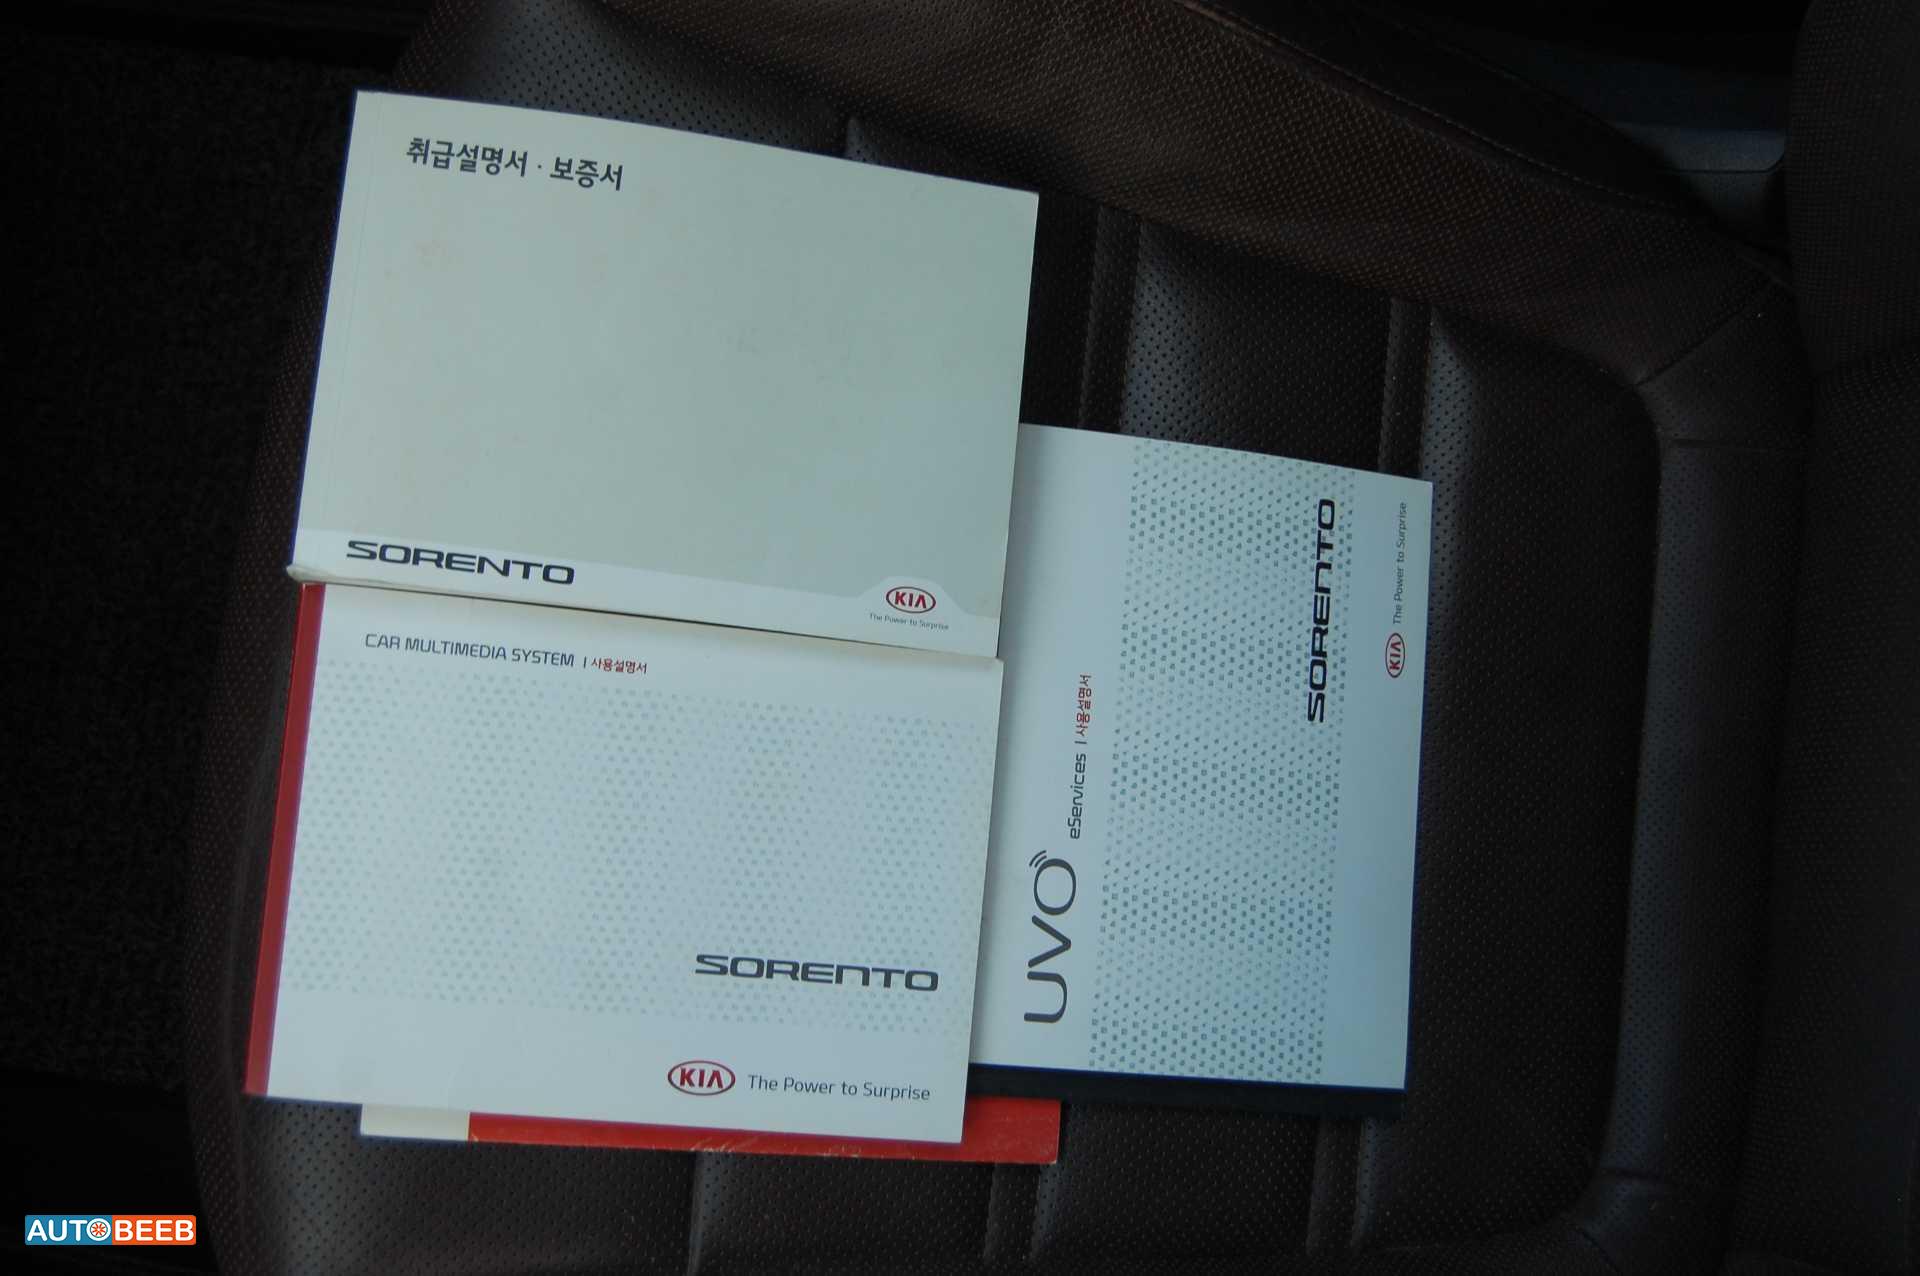 취급설명서 · 보증서
SORENTO
KIA
The Power to Surprise
CAR MULTIMEDIA SYSTEM | 사용설명서
SORENTO
KIA The Power to Surprise
UVO eServices | 사용설명서
SORENTO
KIA The Power to Surprise
AUTOBEEB